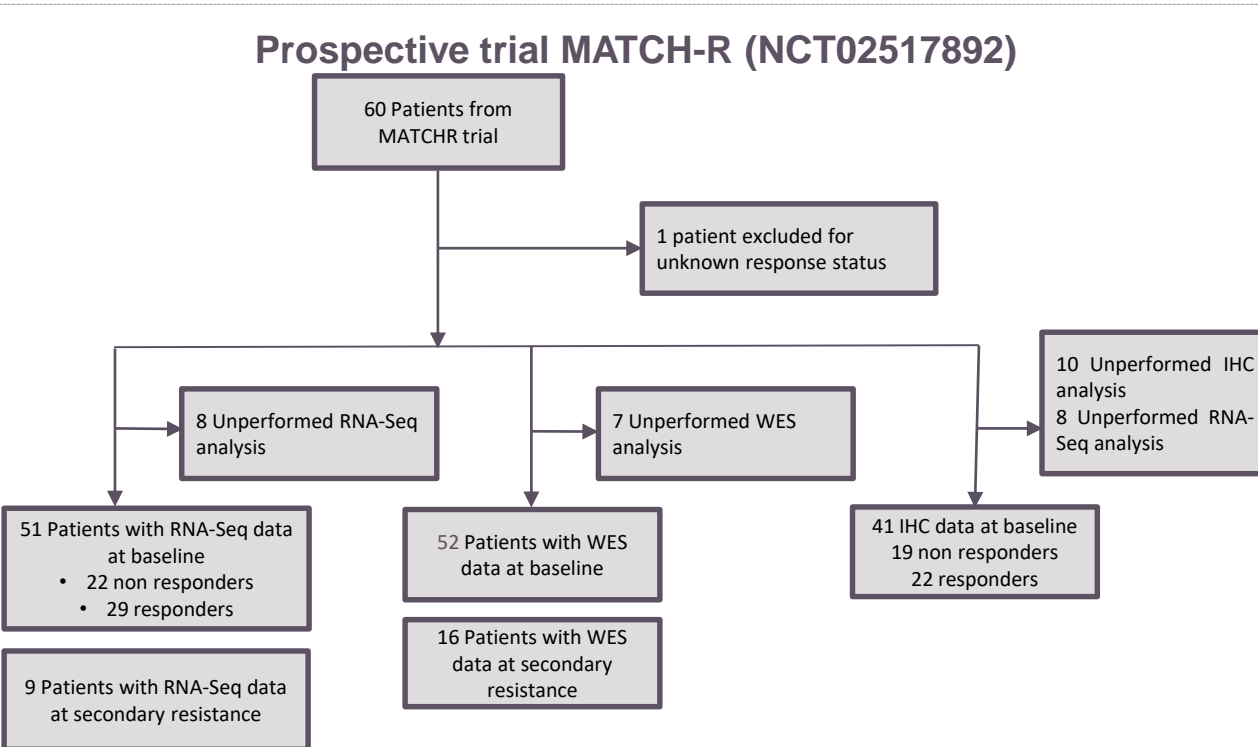 Prospective trial MATCH-R (NCT02517892)
60 Patients from
MATCHR trial
1 patient excluded for
unknown response status
8 Unperformed RNA-Seq
analysis
7 Unperformed WES
analysis
10 Unperformed IHC
analysis
8 Unperformed RNA-
Seq analysis
51 Patients with RNA-Seq data
at baseline
• 22 non responders
• 29 responders
52 Patients with WES
data at baseline
41 IHC data at baseline
19 non responders
22 responders
9 Patients with RNA-Seq data
at secondary resistance
16 Patients with WES
data at secondary
resistance